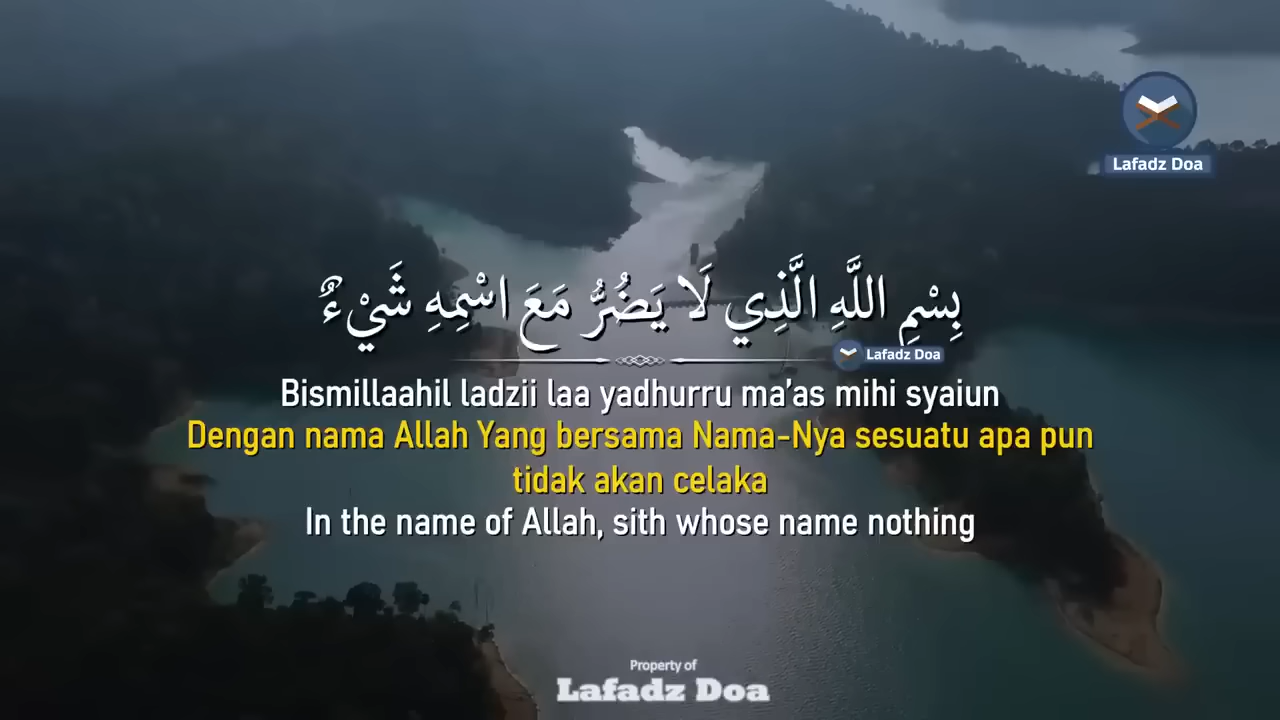 Lafadz Doa
بِسْمِ اللَّهِ الَّذِي لَا يَضُرُّ مَعَ اسْمِهِ شَيْءٌ
Lafadz Doa
Bismillaahil ladzii laa yadhurru ma’as mihi syaiun
Dengan nama Allah Yang bersama Nama-Nya sesuatu apa pun
tidak akan celaka
In the name of Allah, sith whose name nothing
Property of
Lafadz Doa